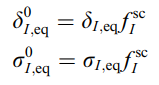 δ⁰_{I,eq} = δ_{I,eq} f_I^{sc}
σ⁰_{I,eq} = σ_{I,eq} f_I^{sc}